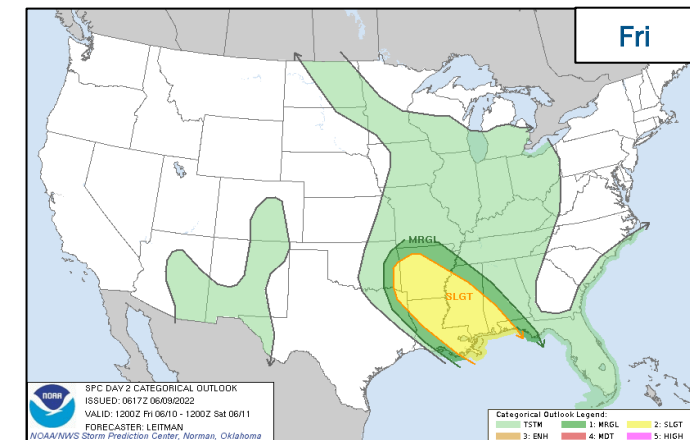 Fri
MRGL
SLGT
NOAA
SPC DAY 2 CATEGORICAL OUTLOOK
ISSUED: 0617Z 06/09/2022
VALID: 1200Z Fri 06/10 - 1200Z Sat 06/11
FORECASTER: LEITMAN
NOAA/NWS Storm Prediction Center, Norman, Oklahoma
Categorical Outlook Legend:
TSTM 1: MRGL 2: SLGT
3: ENH 4: MDT 5: HIGH